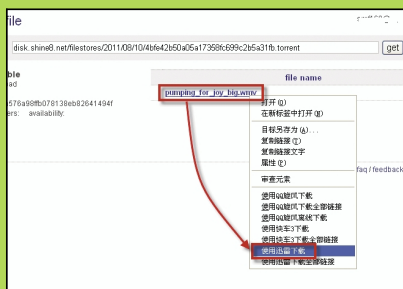 file
disk.shine8.net/filestores/2011/08/10/4bfe42b50a05a17358fc699c2b5a31fb.torrent
get
ble
ad
576a98ffb078138eb82641494f
ers: availability:
file name
pumping_for_joy_big.wmv
打开(O)
在新标签中打开(W)
目标另存为(A)...
复制链接(T)
复制链接文字
属性(P)
审查元素
使用QQ旋风下载
使用QQ旋风下载全部链接
使用QQ旋风离线下载
使用快车3下载
使用快车3下载全部链接
使用迅雷下载
使用迅雷下载全部链接
faq / feedback